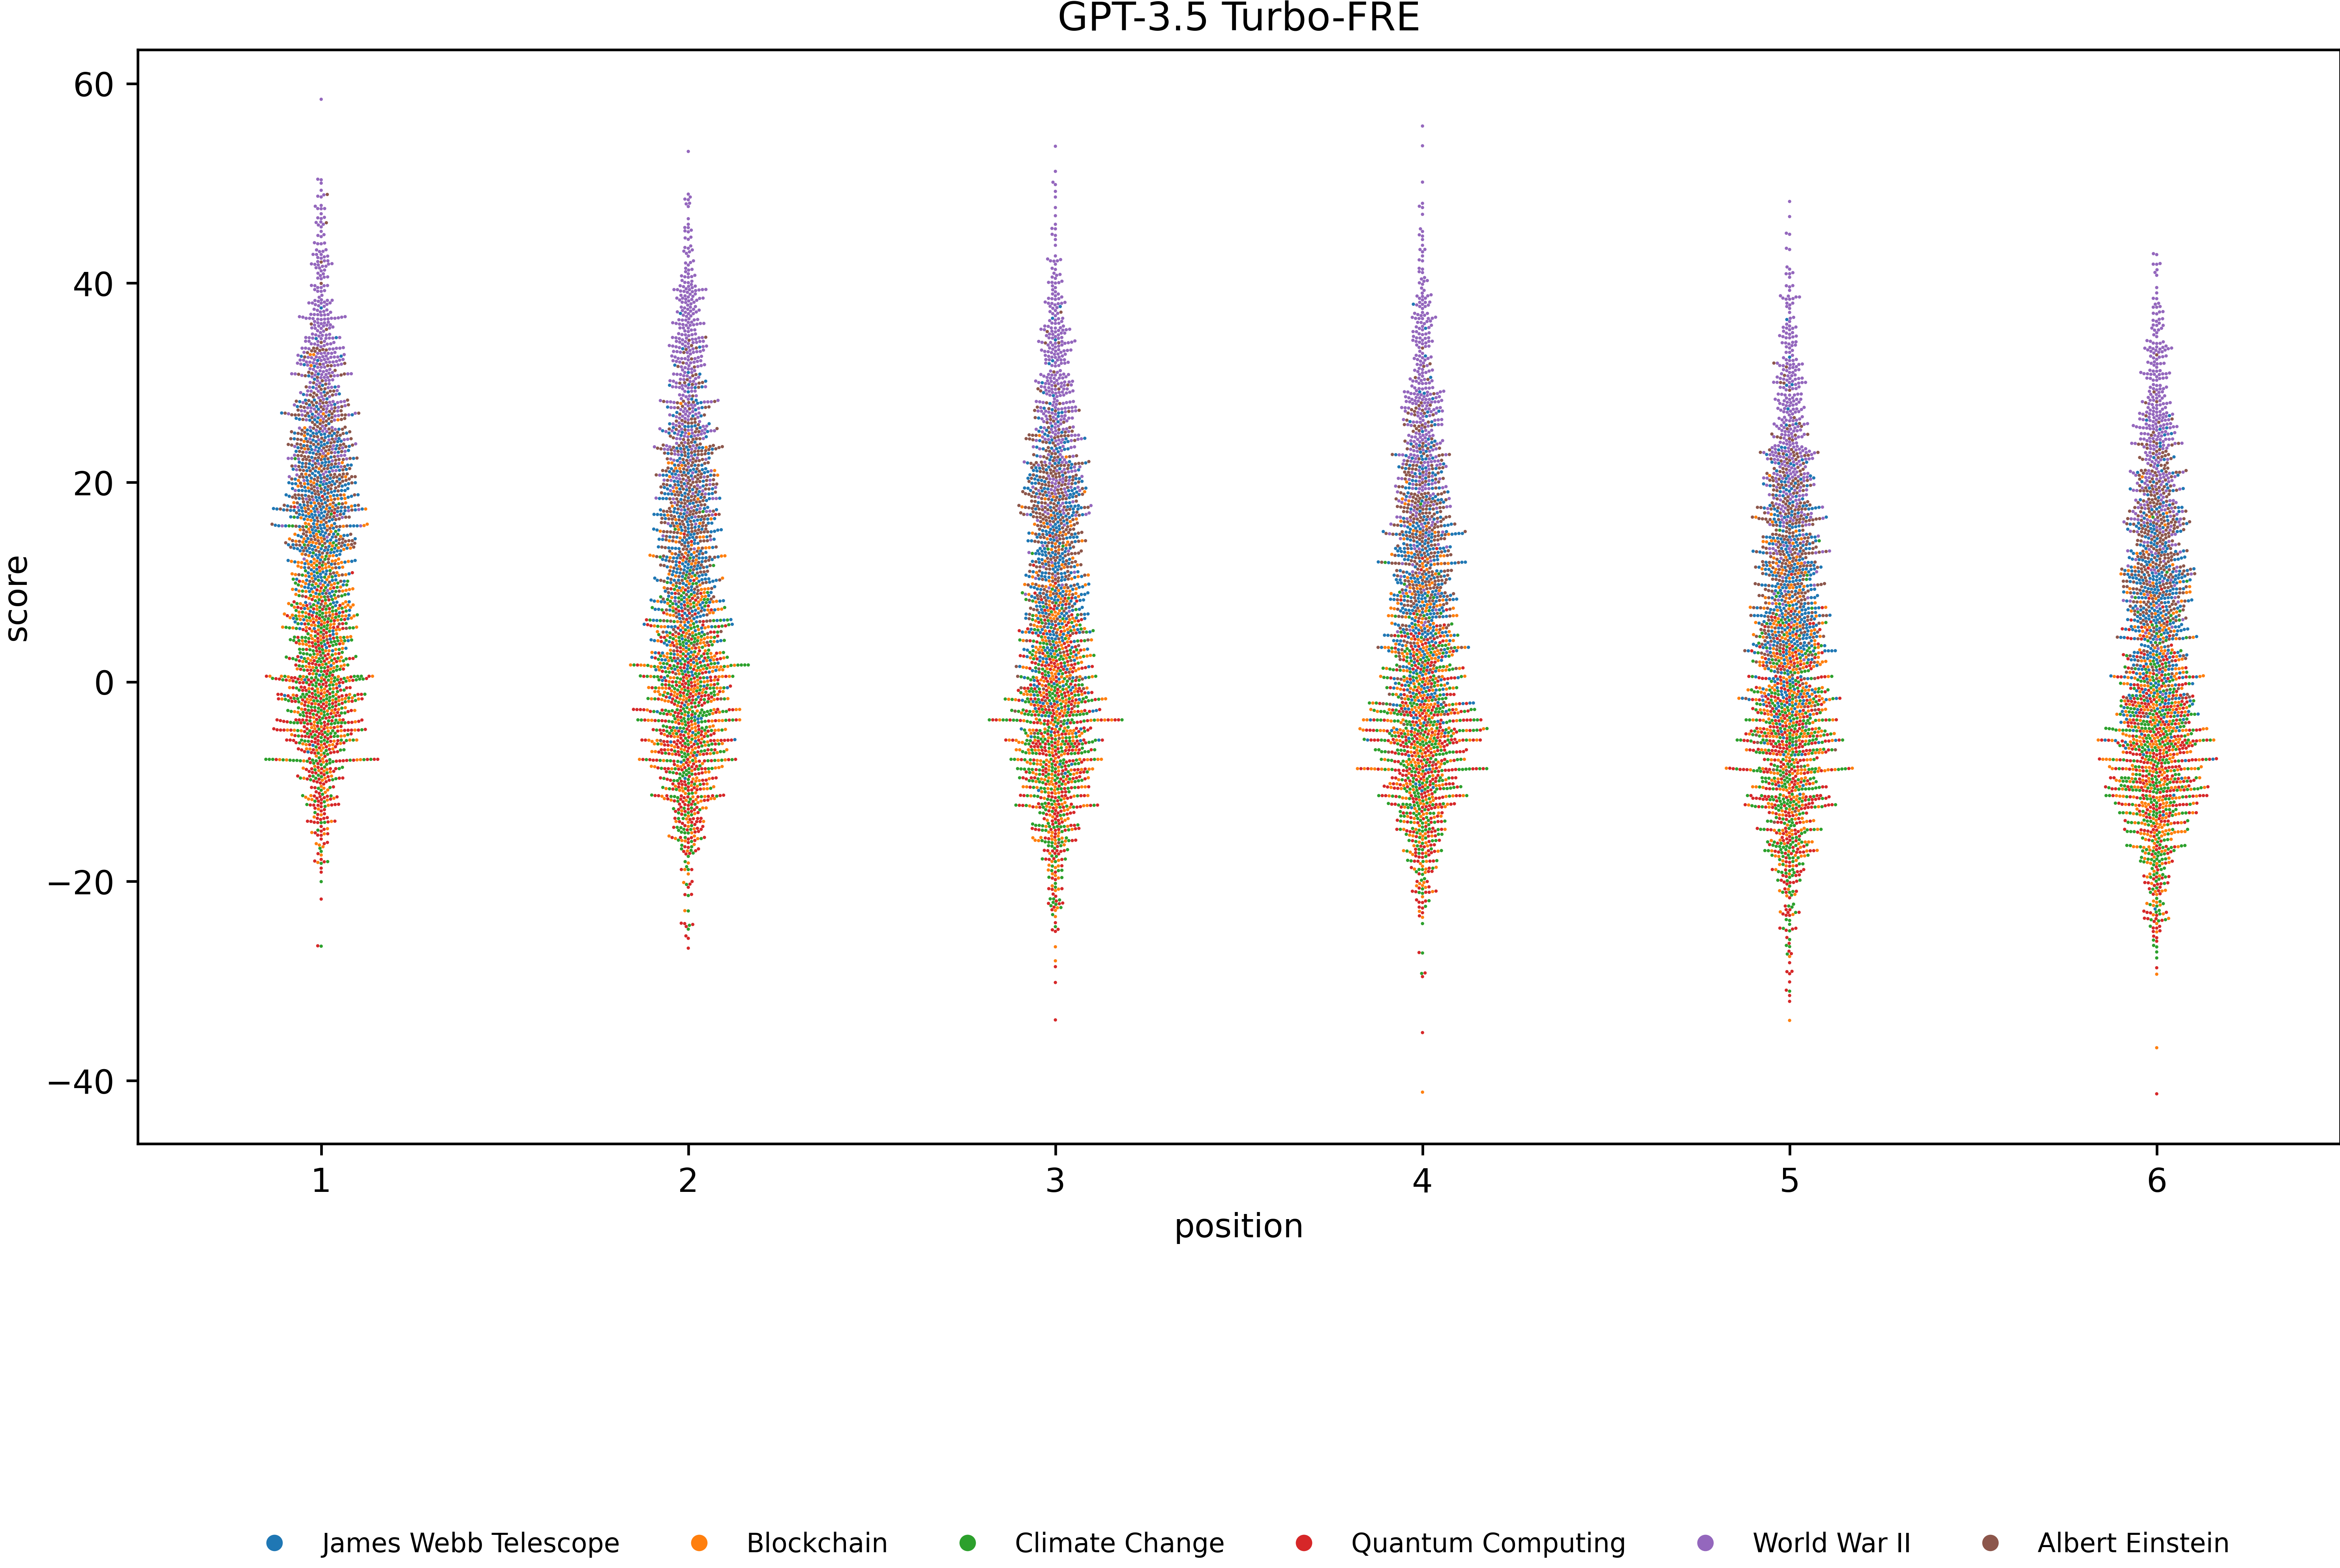 GPT-3.5 Turbo-FRE
60
40
20
0
−20
−40
score
1 2 3 4 5 6
position
James Webb Telescope Blockchain Climate Change Quantum Computing World War II Albert Einstein